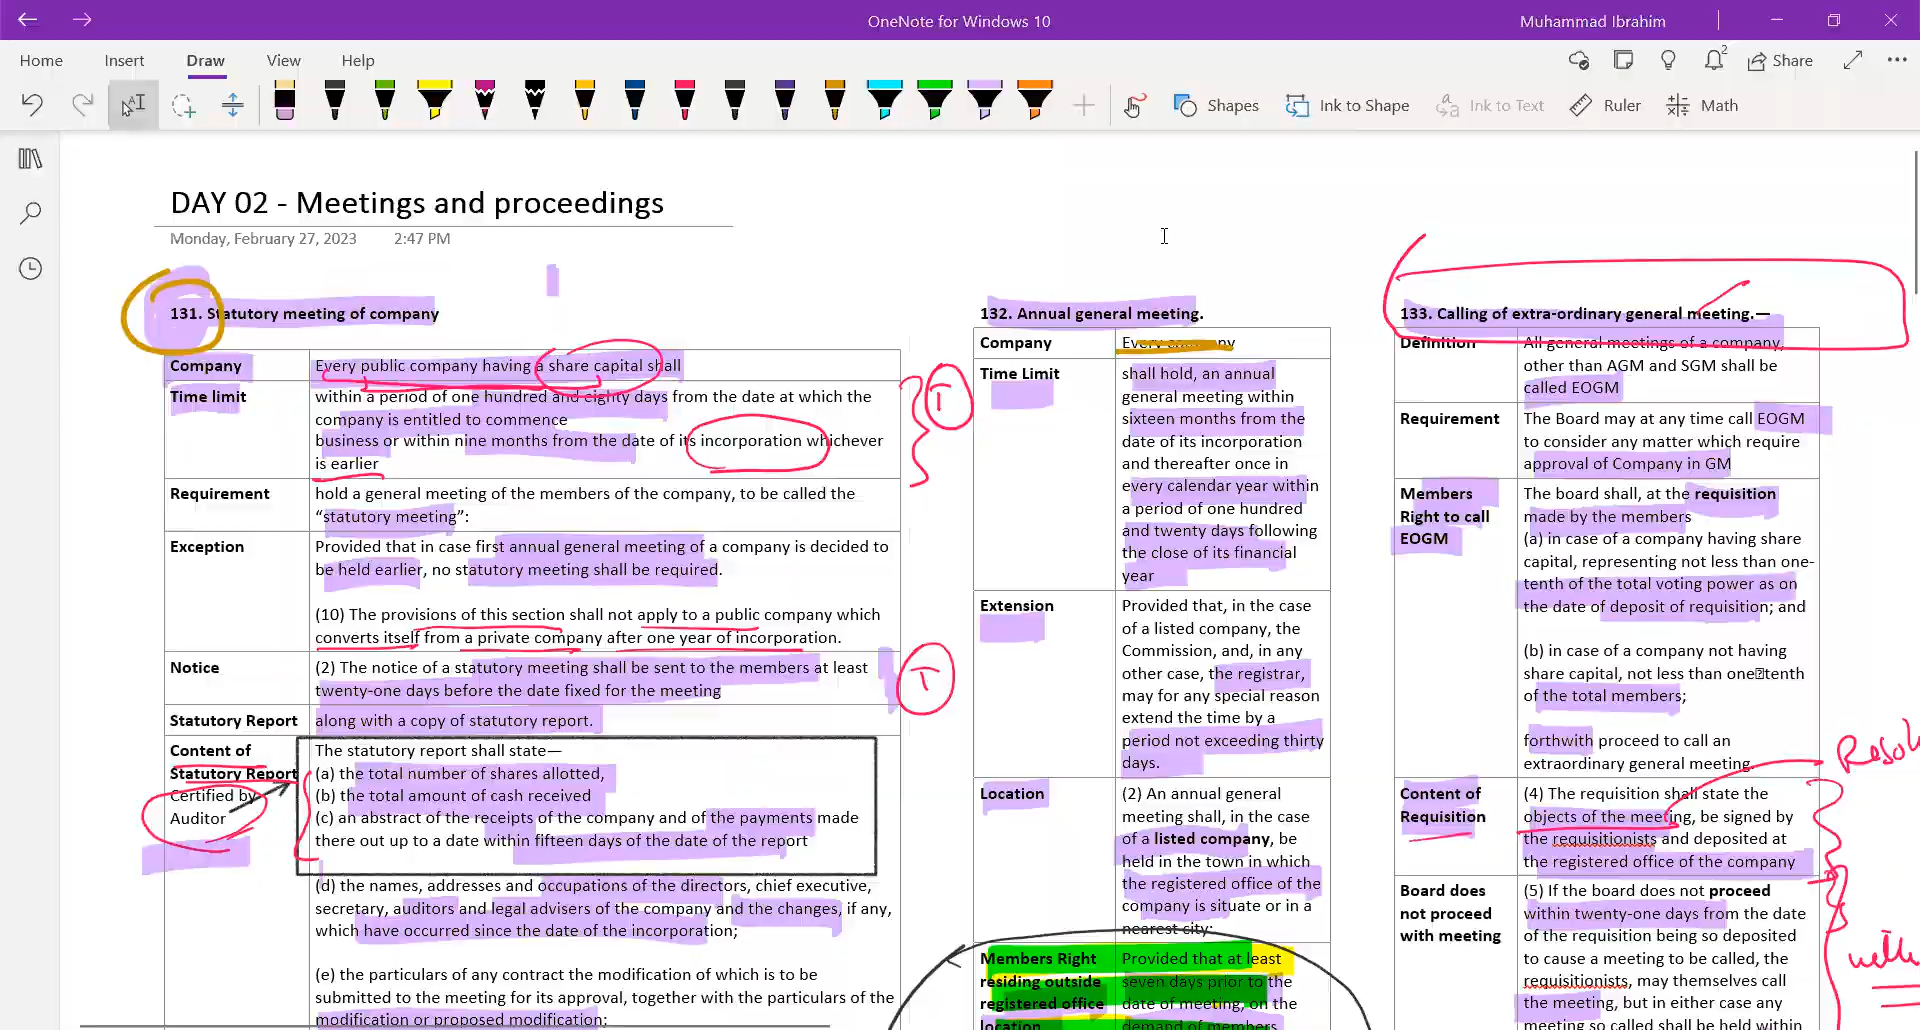 OneNote for Windows 10
Muhammad Ibrahim
Home
Insert
Draw
View
Help
2
Share
Shapes
Ink to Shape
Ink to Text
Ruler
Math
DAY 02 - Meetings and proceedings
Monday, February 27, 2023
2:47 PM
131. Statutory meeting of company
Company
Every public company having a share capital shall
Time limit
within a period of one hundred and eighty days from the date at which the
company is entitled to commence
business or within nine months from the date of its incorporation whichever
is earlier
T
Requirement
hold a general meeting of the members of the company, to be called the
“statutory meeting”:
Exception
Provided that in case first annual general meeting of a company is decided to
be held earlier, no statutory meeting shall be required.
(10) The provisions of this section shall not apply to a public company which
converts itself from a private company after one year of incorporation.
Notice
(2) The notice of a statutory meeting shall be sent to the members at least
twenty-one days before the date fixed for the meeting
T
Statutory Report
along with a copy of statutory report.
Content of
Statutory Report
Certified by
Auditor
The statutory report shall state—
(a) the total number of shares allotted,
(b) the total amount of cash received
(c) an abstract of the receipts of the company and of the payments made
there out up to a date within fifteen days of the date of the report
(d) the names, addresses and occupations of the directors, chief executive,
secretary, auditors and legal advisers of the company and the changes, if any,
which have occurred since the date of the incorporation;
(e) the particulars of any contract the modification of which is to be
submitted to the meeting for its approval, together with the particulars of the
modification or proposed modification;
132. Annual general meeting.
Company
Every company
Time Limit
shall hold, an annual
general meeting within
sixteen months from the
date of its incorporation
and thereafter once in
every calendar year within
a period of one hundred
and twenty days following
the close of its financial
year
Extension
Provided that, in the case
of a listed company, the
Commission, and, in any
other case, the registrar,
may for any special reason
extend the time by a
period not exceeding thirty
days.
Location
(2) An annual general
meeting shall, in the case
of a listed company, be
held in the town in which
the registered office of the
company is situate or in a
nearest city:
Members Right
residing outside
registered office
location
Provided that at least
seven days prior to the
date of meeting, on the
demand of members
133. Calling of extra-ordinary general meeting.—
Definition
All general meetings of a company,
other than AGM and SGM shall be
called EOGM
Requirement
The Board may at any time call EOGM
to consider any matter which require
approval of Company in GM
Members
Right to call
EOGM
The board shall, at the requisition
made by the members
(a) in case of a company having share
capital, representing not less than one-
tenth of the total voting power as on
the date of deposit of requisition; and
(b) in case of a company not having
share capital, not less than one⍰tenth
of the total members;
forthwith proceed to call an
extraordinary general meeting.
Content of
Requisition
(4) The requisition shall state the
objects of the meeting, be signed by
the requisitionists and deposited at
the registered office of the company
Board does
not proceed
with meeting
(5) If the board does not proceed
within twenty-one days from the date
of the requisition being so deposited
to cause a meeting to be called, the
requisitionists, may themselves call
the meeting, but in either case any
meeting so called shall be held within